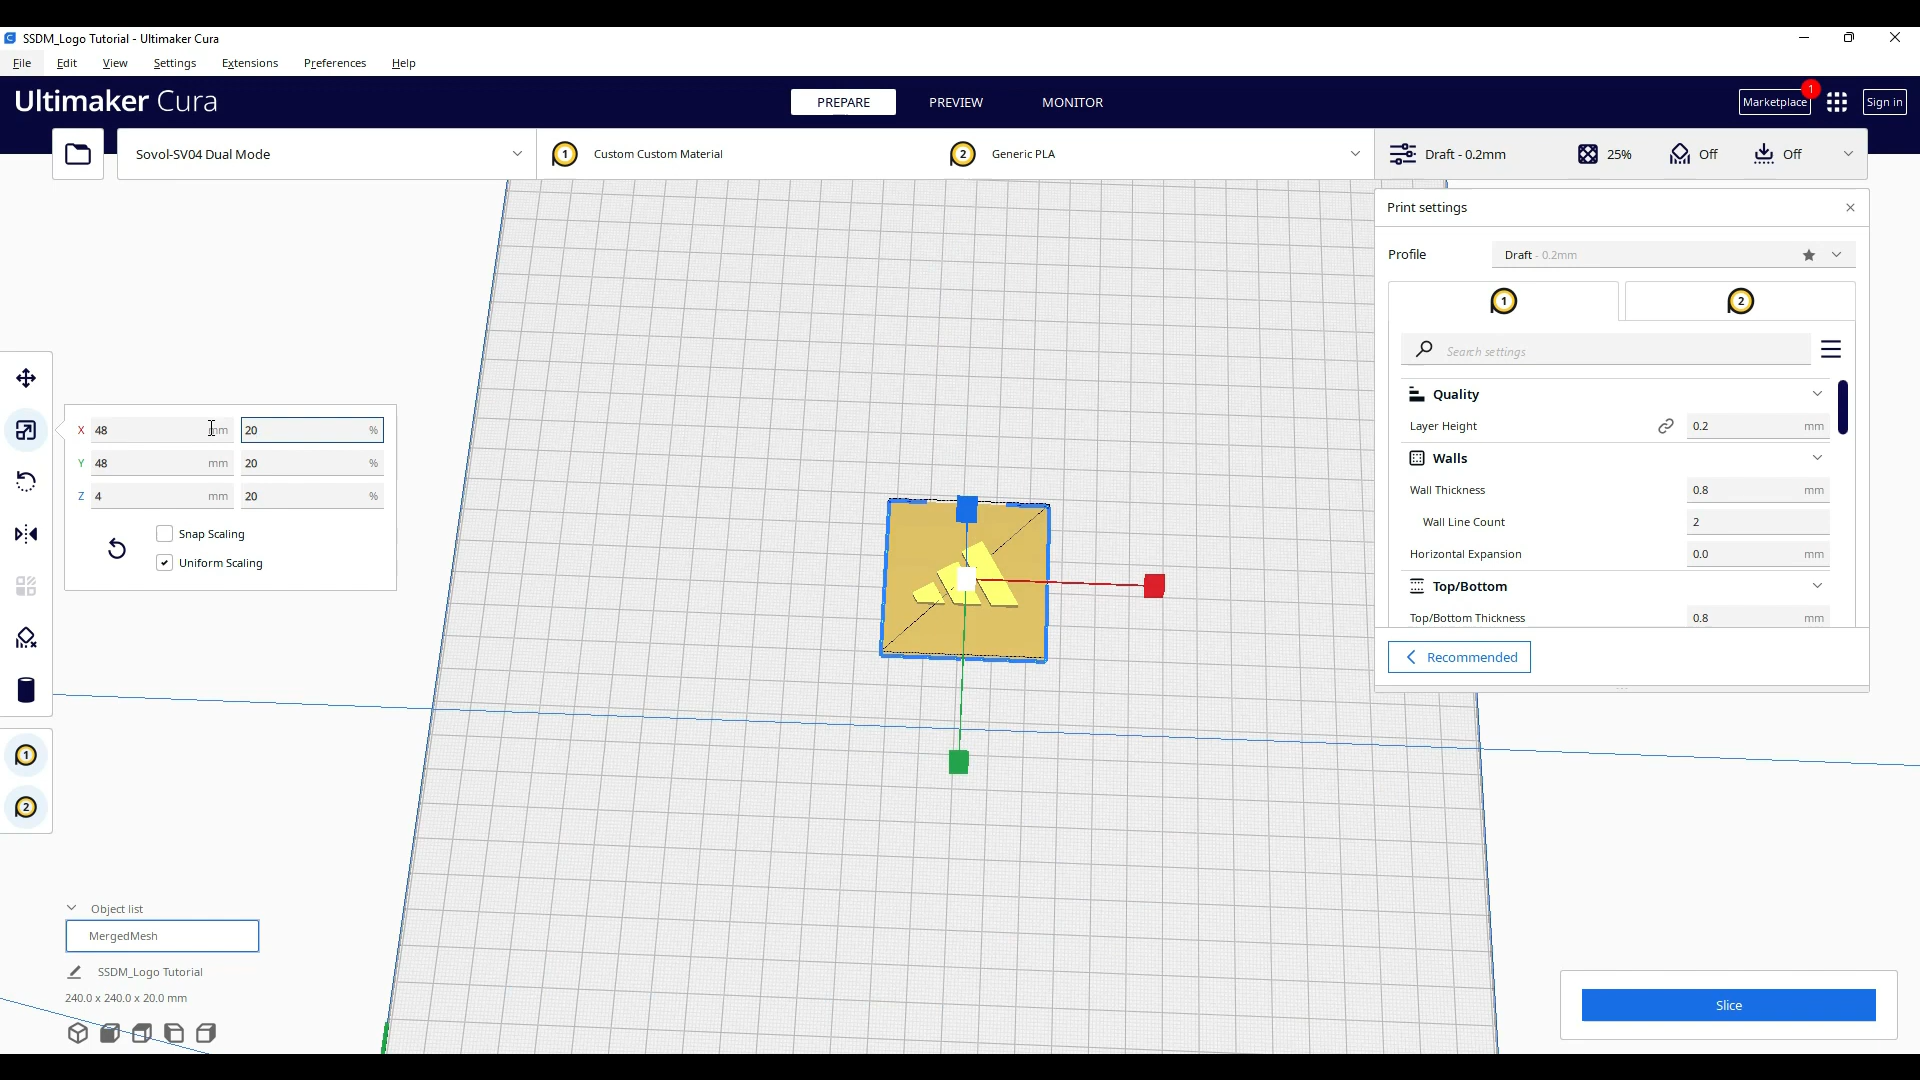 SSDM_Logo Tutorial - Ultimaker Cura
File Edit View Settings Extensions Preferences Help
Ultimaker Cura
PREPARE PREVIEW MONITOR
Marketplace 1 Sign in
Sovol-SV04 Dual Mode
1 Custom Custom Material
2 Generic PLA
Draft - 0.2mm 25% Off Off
Print settings
Profile Draft - 0.2mm
1 2
Search settings
Quality
Layer Height 0.2 mm
Walls
Wall Thickness 0.8 mm
Wall Line Count 2
Horizontal Expansion 0.0 mm
Top/Bottom
Top/Bottom Thickness 0.8 mm
Recommended
X 48 mm 20 %
Y 48 mm 20 %
Z 4 mm 20 %
Snap Scaling
Uniform Scaling
1
2
Object list
MergedMesh
SSDM_Logo Tutorial
240.0 x 240.0 x 20.0 mm
Slice